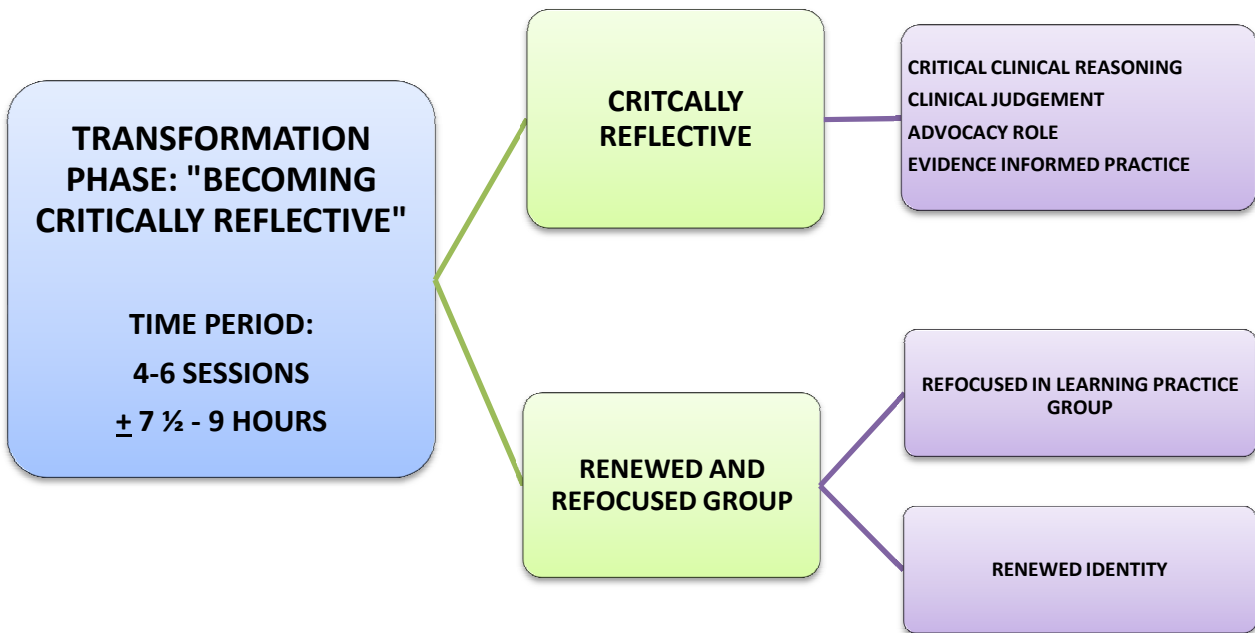 TRANSFORMATION
PHASE: "BECOMING
CRITICALLY REFLECTIVE"
TIME PERIOD:
4-6 SESSIONS
± 7 ½ - 9 HOURS
CRITCALLY
REFLECTIVE
CRITICAL CLINICAL REASONING
CLINICAL JUDGEMENT
ADVOCACY ROLE
EVIDENCE INFORMED PRACTICE
RENEWED AND
REFOCUSED GROUP
REFOCUSED IN LEARNING PRACTICE
GROUP
RENEWED IDENTITY